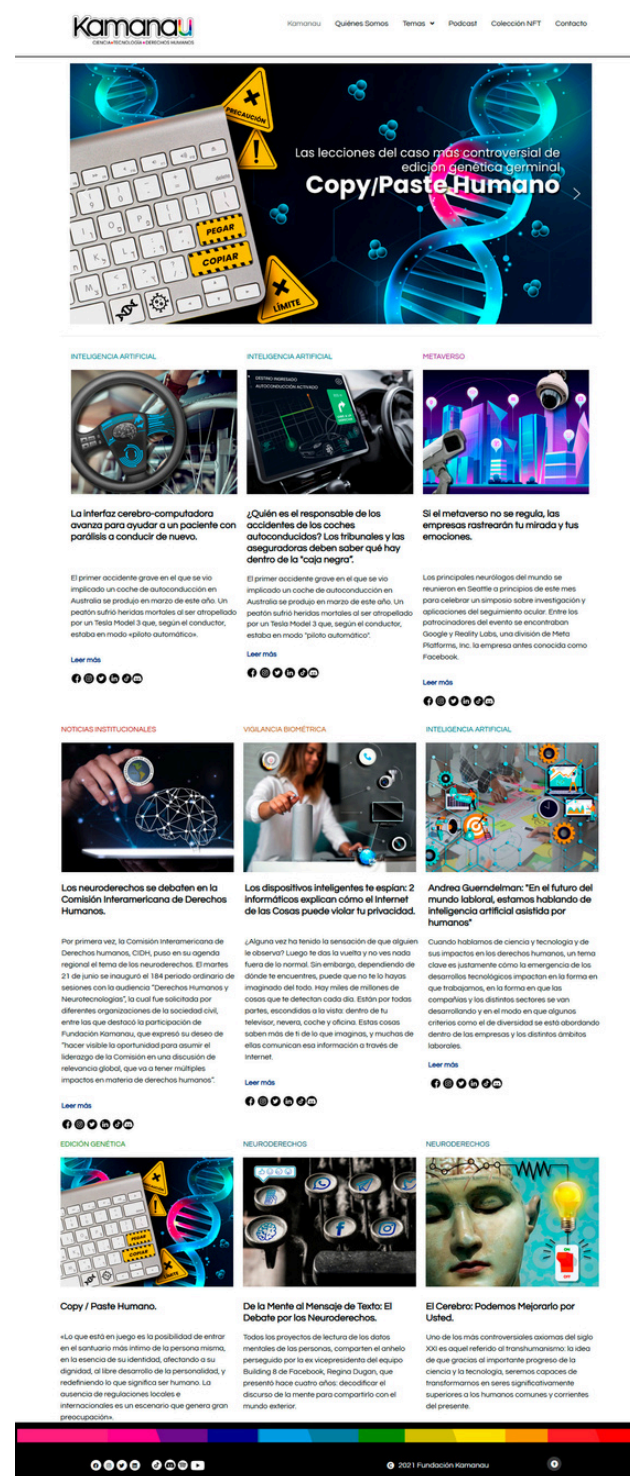 Kamanau
CIENCIA+TECNOLOGÍA+DERECHOS HUMANOS
Kamanau Quiénes Somos Temas Podcast Colección NFT Contacto
PRECAUCIÓN
Las lecciones del caso más controversial de
edición genética germinal
Copy/Paste Humano
PEGAR
COPIAR
LÍMITE
INTELIGENCIA ARTIFICIAL
La interfaz cerebro-computadora
avanza para ayudar a un paciente con
parálisis a conducir de nuevo.
El primer accidente grave en el que se vio
implicado un coche de autoconducción en
Australia se produjo en marzo de este año. Un
peatón sufrió heridas mortales al ser atropellado
por un Tesla Model 3 que, según el conductor,
estaba en modo «piloto automático».
Leer más
INTELIGENCIA ARTIFICIAL
DESTINO INGRESADO
AUTOCONDUCCIÓN ACTIVADO
¿Quién es el responsable de los
accidentes de los coches
autoconducidos? Los tribunales y las
aseguradoras deben saber qué hay
dentro de la "caja negra".
El primer accidente grave en el que se vio
implicado un coche de autoconducción en
Australia se produjo en marzo de este año. Un
peatón sufrió heridas mortales al ser atropellado
por un Tesla Model 3 que, según el conductor,
estaba en modo "piloto automático".
Leer más
METAVERSO
Si el metaverso no se regula, las
empresas rastrearán tu mirada y tus
emociones.
Los principales neurólogos del mundo se
reunieron en Seattle a principios de este mes
para celebrar un simposio sobre investigación y
aplicaciones del seguimiento ocular. Entre los
patrocinadores del evento se encontraban
Google y Reality Labs, una división de Meta
Platforms, Inc. la empresa antes conocida como
Facebook.
Leer más
NOTICIAS INSTITUCIONALES
Los neuroderechos se debaten en la
Comisión Interamericana de Derechos
Humanos.
Por primera vez, la Comisión Interamericana de
Derechos humanos, CIDH, puso en su agenda
regional el tema de los neuroderechos. El martes
21 de junio se inauguró el 184 periodo ordinario de
sesiones con la audiencia "Derechos Humanos y
Neurotecnologías", la cual fue solicitada por
diferentes organizaciones de la sociedad civil,
entre las que destacó la participación de
Fundación Kamanau, que expresó su deseo de
"hacer visible la oportunidad para asumir el
liderazgo de la Comisión en una discusión de
relevancia global, que va a tener múltiples
impactos en materia de derechos humanos".
Leer más
VIGILANCIA BIOMÉTRICA
Los dispositivos inteligentes te espían: 2
informáticos explican cómo el Internet
de las Cosas puede violar tu privacidad.
¿Alguna vez ha tenido la sensación de que alguien
le observa? Luego te das la vuelta y no ves nada
fuera de lo normal. Sin embargo, dependiendo de
dónde te encuentres, puede que no te lo hayas
imaginado del todo. Hay miles de millones de
cosas que te detectan cada día. Están por todas
partes, escondidas a la vista: dentro de tu
televisor, nevera, coche y oficina. Estas cosas
saben más de ti de lo que imaginas, y muchas de
ellas comunican esa información a través de
Internet.
Leer más
INTELIGENCIA ARTIFICIAL
Andrea Guerndelman: "En el futuro del
mundo labloral, estamos hablando de
inteligencia artificial asistida por
humanos"
Cuando hablamos de ciencia y tecnología y de
sus impactos en los derechos humanos, un tema
clave es justamente cómo la emergencia de los
desarrollos tecnológicos impactan en la forma en
que trabajamos, en la forma en que las
compañías y los distintos sectores se van
desarrollando y en el modo en que algunos
criterios como el de diversidad se está abordando
dentro de las empresas y los distintos ámbitos
laborales.
Leer más
EDICIÓN GENÉTICA
PRECAUCIÓN
PEGAR
COPIAR
LÍMITE
Copy / Paste Humano.
«Lo que está en juego es la posibilidad de entrar
en el santuario más íntimo de la persona misma,
en la esencia de su identidad, afectando a su
dignidad, al libre desarrollo de la personalidad, y
redefiniendo lo que significa ser humano. La
ausencia de regulaciones locales e
internacionales es un escenario que genera gran
preocupación».
NEURODERECHOS
De la Mente al Mensaje de Texto: El
Debate por los Neuroderechos.
Todos los proyectos de lectura de los datos
mentales de las personas, comparten el anhelo
perseguido por la ex vicepresidenta del equipo
Building 8 de Facebook, Regina Dugan, que
presentó hace cuatro años: decodificar el
discurso de la mente para compartirlo con el
mundo exterior.
NEURODERECHOS
ON
OFF
El Cerebro: Podemos Mejorarlo por
Usted.
Uno de los más controversiales axiomas del siglo
XXI es aquel referido al transhumanismo: la idea
de que gracias al importante progreso de la
ciencia y la tecnología, seremos capaces de
transformarnos en seres significativamente
superiores a los humanos comunes y corrientes
del presente.
© 2021 Fundación Kamanau